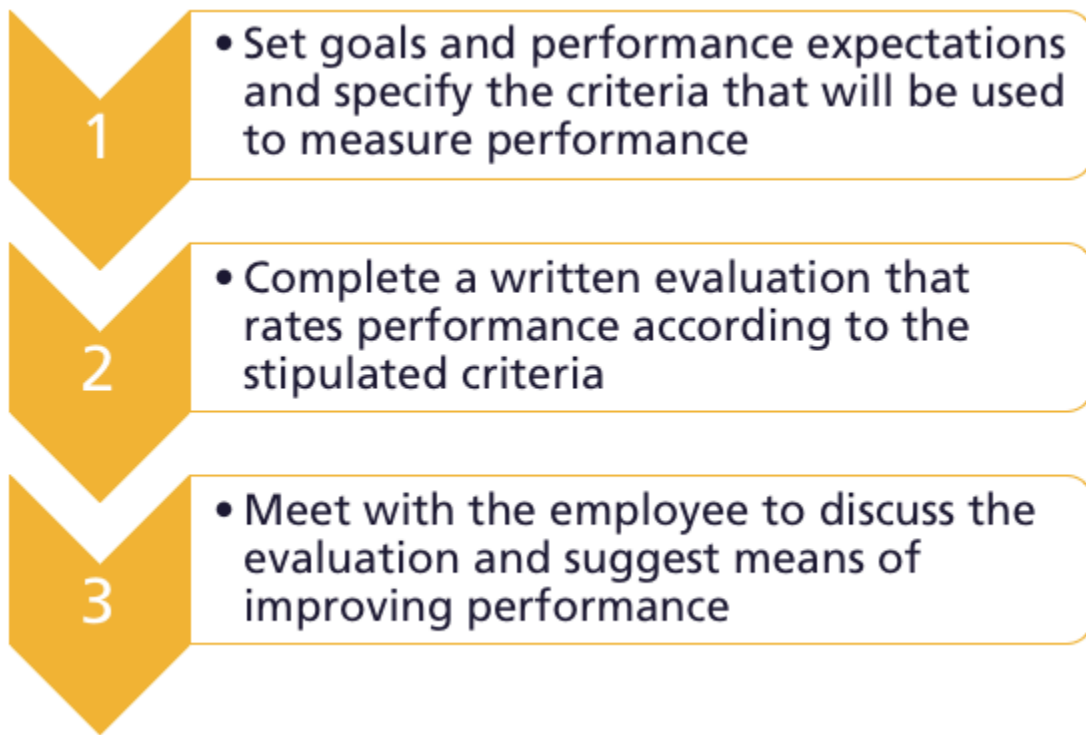 1
• Set goals and performance expectations
and specify the criteria that will be used
to measure performance
2
• Complete a written evaluation that
rates performance according to the
stipulated criteria
3
• Meet with the employee to discuss the
evaluation and suggest means of
improving performance